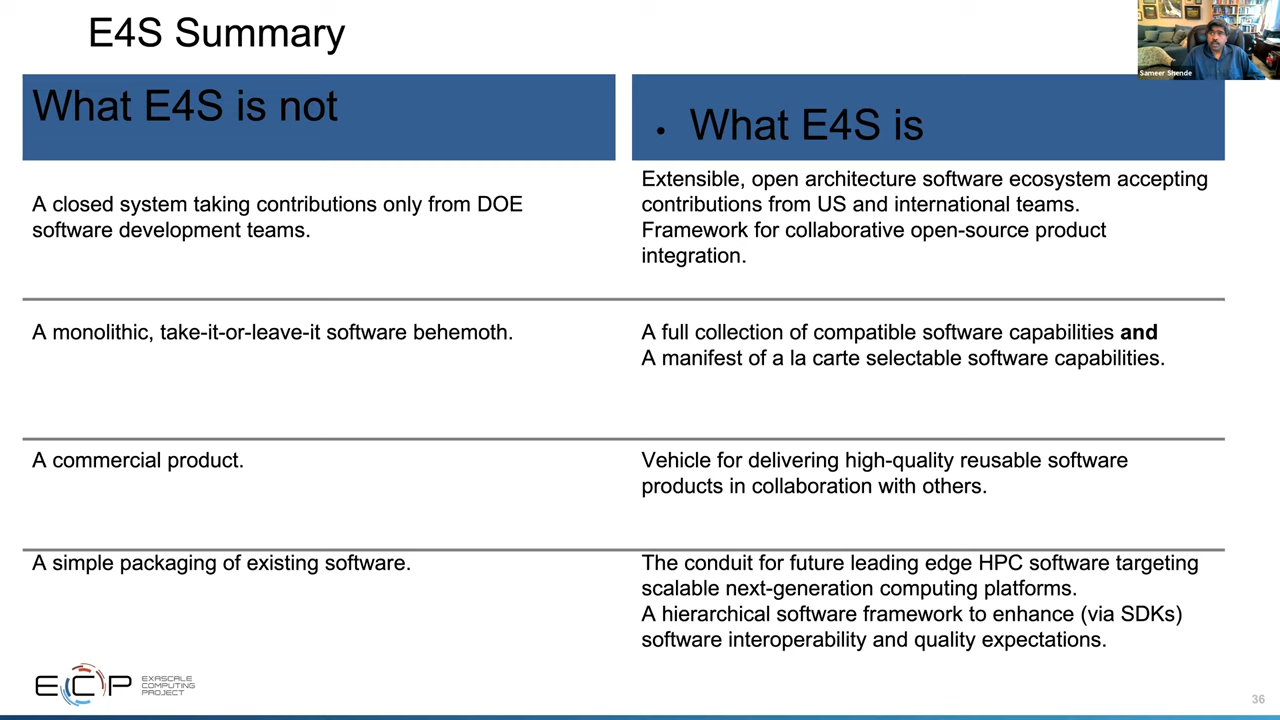 E4S Summary
Sameer Shende
What E4S is not
• What E4S is
A closed system taking contributions only from DOE
software development teams.
Extensible, open architecture software ecosystem accepting
contributions from US and international teams.
Framework for collaborative open-source product
integration.
A monolithic, take-it-or-leave-it software behemoth.
A full collection of compatible software capabilities and
A manifest of a la carte selectable software capabilities.
A commercial product.
Vehicle for delivering high-quality reusable software
products in collaboration with others.
A simple packaging of existing software.
The conduit for future leading edge HPC software targeting
scalable next-generation computing platforms.
A hierarchical software framework to enhance (via SDKs)
software interoperability and quality expectations.
ECP
EXASCALE
COMPUTING
PROJECT
36